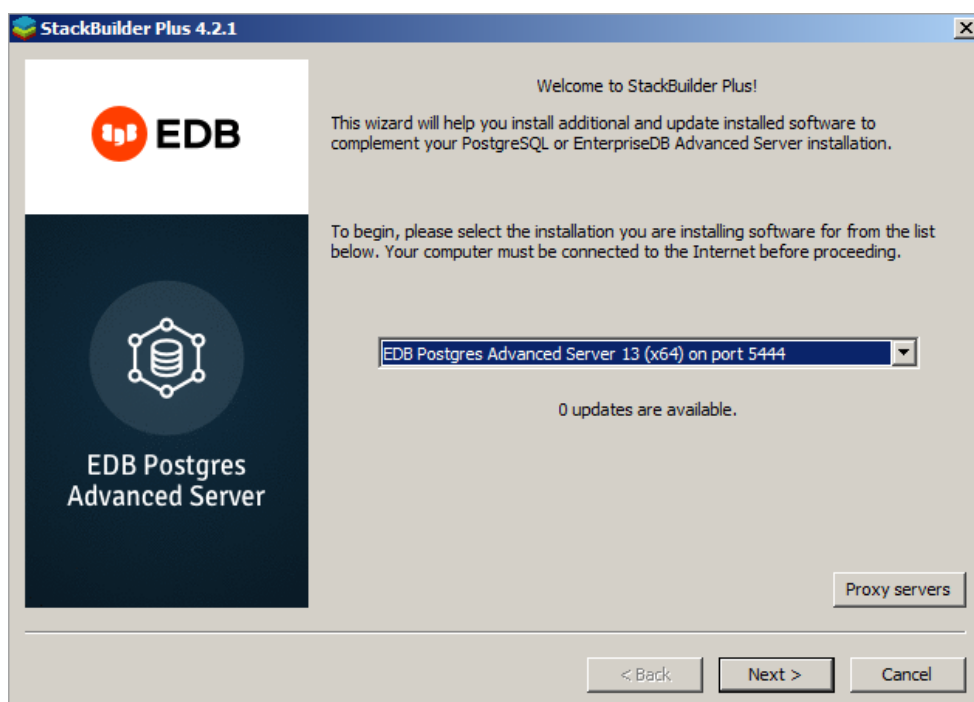 StackBuilder Plus 4.2.1
EDB
Welcome to StackBuilder Plus!
This wizard will help you install additional and update installed software to
complement your PostgreSQL or EnterpriseDB Advanced Server installation.
To begin, please select the installation you are installing software for from the list
below. Your computer must be connected to the Internet before proceeding.
EDB Postgres Advanced Server 13 (x64) on port 5444
0 updates are available.
EDB Postgres
Advanced Server
Proxy servers
< Back
Next >
Cancel